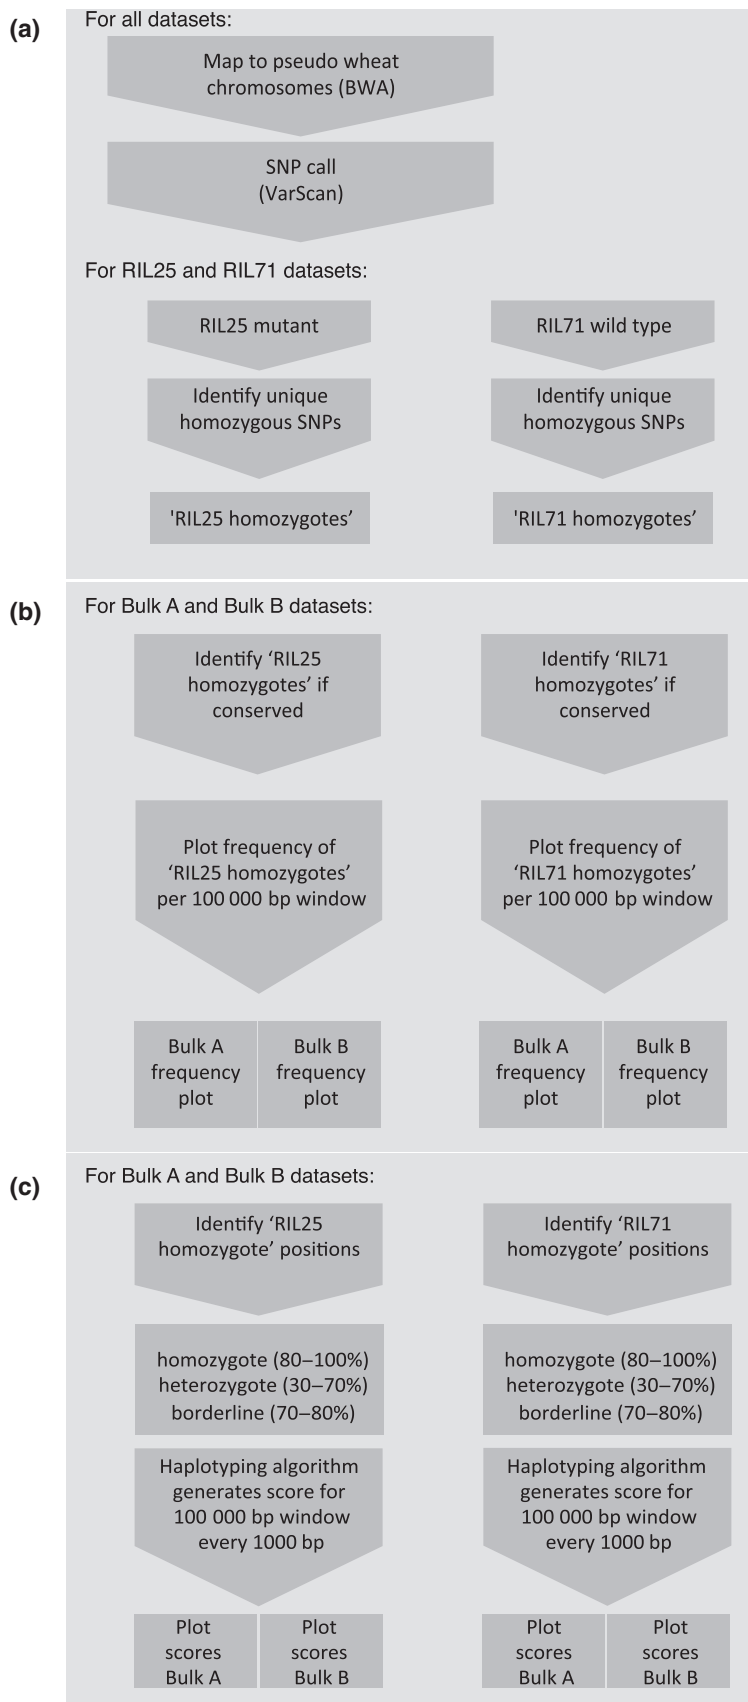 (a)
For all datasets:
Map to pseudo wheat
chromosomes (BWA)
SNP call
(VarScan)
For RIL25 and RIL71 datasets:
RIL25 mutant
Identify unique
homozygous SNPs
'RIL25 homozygotes’
RIL71 wild type
Identify unique
homozygous SNPs
'RIL71 homozygotes’
(b)
For Bulk A and Bulk B datasets:
Identify ‘RIL25
homozygotes’ if
conserved
Plot frequency of
‘RIL25 homozygotes’
per 100 000 bp window
Bulk A
frequency
plot
Bulk B
frequency
plot
Identify ‘RIL71
homozygotes’ if
conserved
Plot frequency of
‘RIL71 homozygotes’
per 100 000 bp window
Bulk A
frequency
plot
Bulk B
frequency
plot
(c)
For Bulk A and Bulk B datasets:
Identify ‘RIL25
homozygote’ positions
homozygote (80–100%)
heterozygote (30–70%)
borderline (70–80%)
Haplotyping algorithm
generates score for
100 000 bp window
every 1000 bp
Plot
scores
Bulk A
Plot
scores
Bulk B
Identify ‘RIL71
homozygote’ positions
homozygote (80–100%)
heterozygote (30–70%)
borderline (70–80%)
Haplotyping algorithm
generates score for
100 000 bp window
every 1000 bp
Plot
scores
Bulk A
Plot
scores
Bulk B